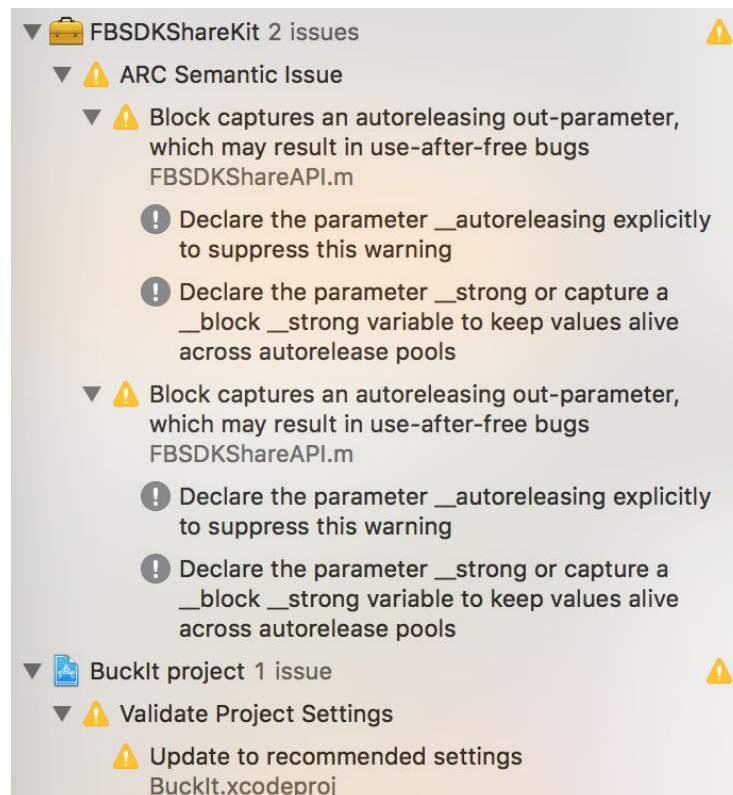 FBSDKShareKit 2 issues
ARC Semantic Issue
Block captures an autoreleasing out-parameter,
which may result in use-after-free bugs
FBSDKShareAPI.m
Declare the parameter __autoreleasing explicitly
to suppress this warning
Declare the parameter __strong or capture a
__block __strong variable to keep values alive
across autorelease pools
Block captures an autoreleasing out-parameter,
which may result in use-after-free bugs
FBSDKShareAPI.m
Declare the parameter __autoreleasing explicitly
to suppress this warning
Declare the parameter __strong or capture a
__block __strong variable to keep values alive
across autorelease pools
BuckIt project 1 issue
Validate Project Settings
Update to recommended settings
BuckIt.xcodeproj